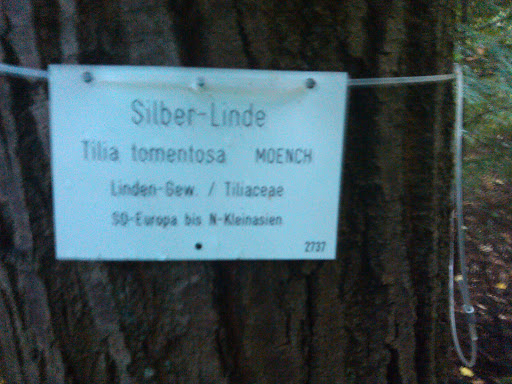 Silber-Linde
Tilia tomentosa MOENCH
Linden-Gew. / Tiliaceae
SO-Europa bis N-Kleinasien
2737